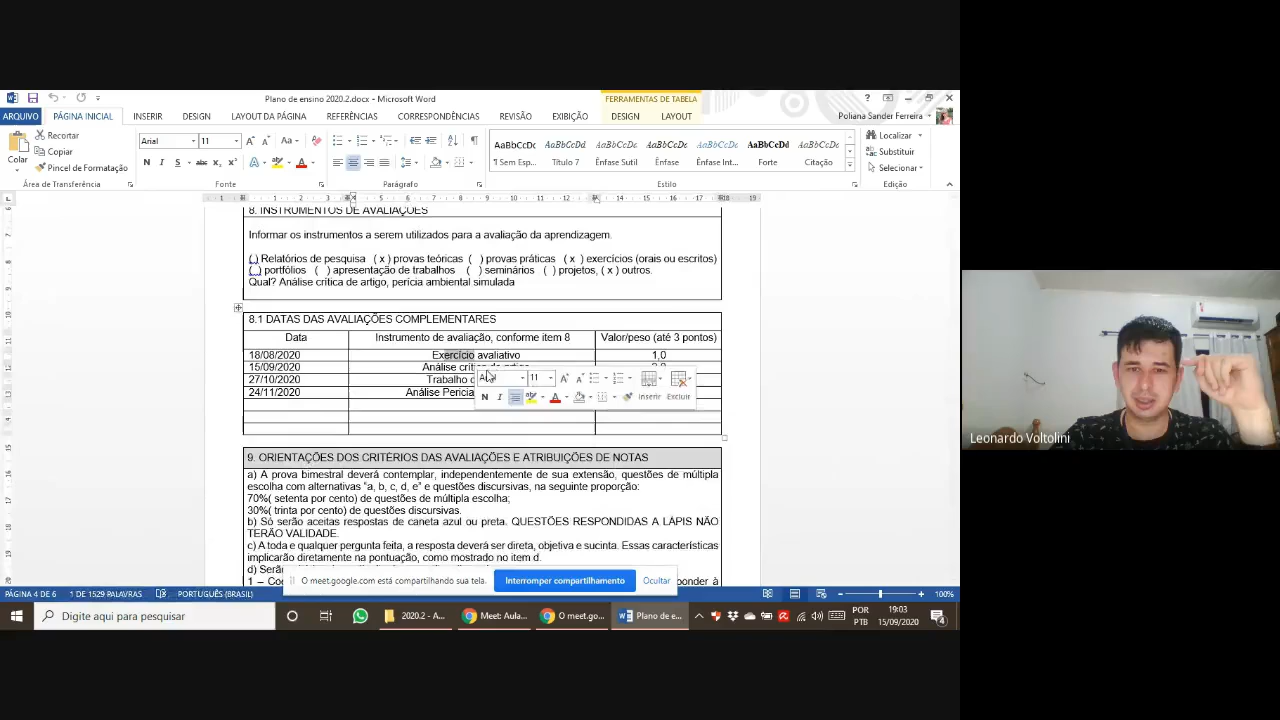 Plano de ensino 2020.2.docx - Microsoft Word
FERRAMENTAS DE TABELA
ARQUIVO PÁGINA INICIAL INSERIR DESIGN LAYOUT DA PÁGINA REFERÊNCIAS CORRESPONDÊNCIAS REVISÃO EXIBIÇÃO DESIGN LAYOUT Poliana Sander Ferreira
Colar
Recortar
Copiar
Pincel de Formatação
Área de Transferência
Arial 11
N I S abc x₂ x²
Fonte
Parágrafo
AaBbCcDc AaBbCcDc AaBbCcDc AaBbCcDc AaBbCcDc AaBbCcDd AaBbCcDc
¶ Sem Esp... Título 7 Ênfase Sutil Ênfase Ênfase Int... Forte Citação
Estilo
Localizar
Substituir
Selecionar
Edição
8. INSTRUMENTOS DE AVALIAÇÕES
Informar os instrumentos a serem utilizados para a avaliação da aprendizagem.
( ) Relatórios de pesquisa ( x ) provas teóricas ( ) provas práticas ( x ) exercícios (orais ou escritos)
( ) portfólios ( ) apresentação de trabalhos ( ) seminários ( ) projetos, ( x ) outros.
Qual? Análise crítica de artigo, perícia ambiental simulada
8.1 DATAS DAS AVALIAÇÕES COMPLEMENTARES
Data Instrumento de avaliação, conforme item 8 Valor/peso (até 3 pontos)
18/08/2020 Exercício avaliativo 1,0
15/09/2020 Análise crítica de artigo
27/10/2020 Trabalho
24/11/2020 Análise Pericia
11
N I Inserir Excluir
9. ORIENTAÇÕES DOS CRITÉRIOS DAS AVALIAÇÕES E ATRIBUIÇÕES DE NOTAS
a) A prova bimestral deverá contemplar, independentemente de sua extensão, questões de múltipla
escolha com alternativas "a, b, c, d, e" e questões discursivas, na seguinte proporção:
70%( setenta por cento) de questões de múltipla escolha;
30%( trinta por cento) de questões discursivas.
b) Só serão aceitas respostas de caneta azul ou preta. QUESTÕES RESPONDIDAS A LÁPIS NÃO
TERÃO VALIDADE.
c) A toda e qualquer pergunta feita, a resposta deverá ser direta, objetiva e sucinta. Essas características
implicarão diretamente na pontuação, como mostrado no item d.
d) Serão
O meet.google.com está compartilhando sua tela. Interromper compartilhamento Ocultar
PÁGINA 4 DE 6 1 DE 1529 PALAVRAS PORTUGUÊS (BRASIL) 100%
Digite aqui para pesquisar 2020.2 - A... Meet: Aula... O meet.go... Plano de e... POR PTB 19:03 15/09/2020 4
Leonardo Voltolini